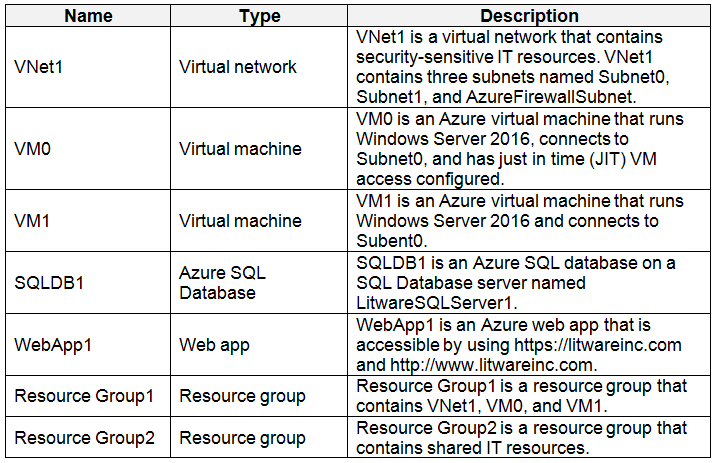 Name Type Description
VNet1 Virtual network VNet1 is a virtual network that contains
security-sensitive IT resources. VNet1
contains three subnets named Subnet0,
Subnet1, and AzureFirewallSubnet.
VM0 Virtual machine VM0 is an Azure virtual machine that runs
Windows Server 2016, connects to
Subnet0, and has just in time (JIT) VM
access configured.
VM1 Virtual machine VM1 is an Azure virtual machine that runs
Windows Server 2016 and connects to
Subent0.
SQLDB1 Azure SQL
Database
SQLDB1 is an Azure SQL database on a
SQL Database server named
LitwareSQLServer1.
WebApp1 Web app WebApp1 is an Azure web app that is
accessible by using https://litwareinc.com
and http://www.litwareinc.com.
Resource Group1 Resource group Resource Group1 is a resource group that
contains VNet1, VM0, and VM1.
Resource Group2 Resource group Resource Group2 is a resource group that
contains shared IT resources.